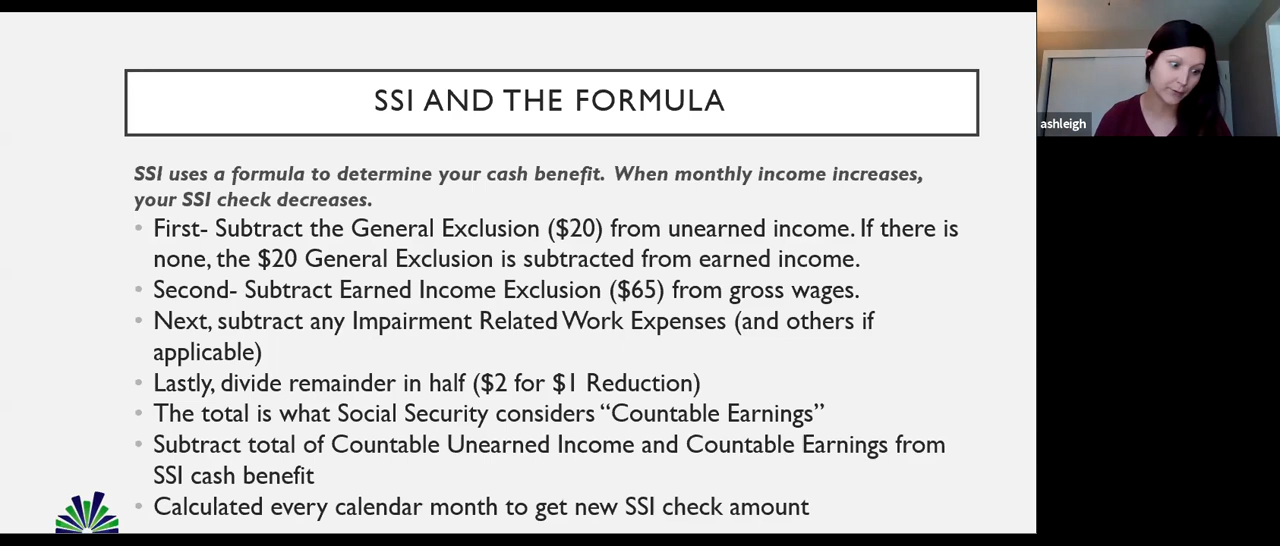 SSI AND THE FORMULA
ashleigh
SSI uses a formula to determine your cash benefit. When monthly income increases,
your SSI check decreases.
• First- Subtract the General Exclusion ($20) from unearned income. If there is
none, the $20 General Exclusion is subtracted from earned income.
• Second- Subtract Earned Income Exclusion ($65) from gross wages.
• Next, subtract any Impairment Related Work Expenses (and others if
applicable)
• Lastly, divide remainder in half ($2 for $1 Reduction)
• The total is what Social Security considers “Countable Earnings”
• Subtract total of Countable Unearned Income and Countable Earnings from
SSI cash benefit
• Calculated every calendar month to get new SSI check amount